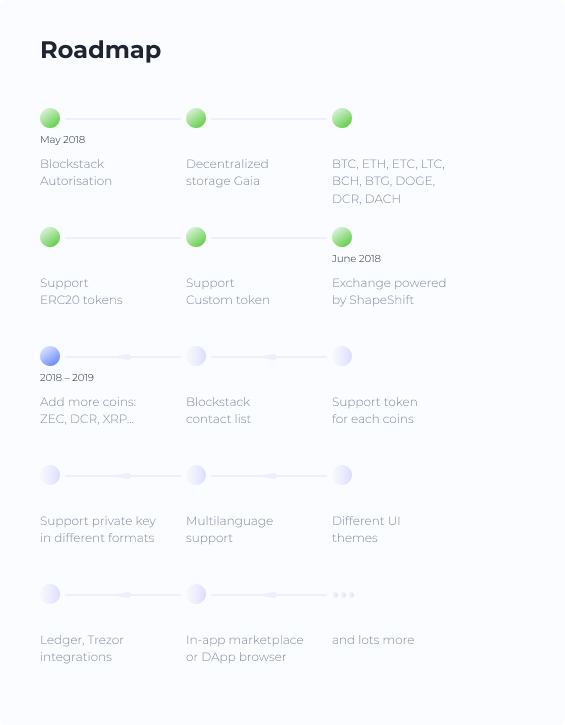 Roadmap
May 2018
Blockstack
Autorisation
Decentralized
storage Gaia
BTC, ETH, ETC, LTC,
BCH, BTG, DOGE,
DCR, DACH
Support
ERC20 tokens
Support
Custom token
June 2018
Exchange powered
by ShapeShift
2018 – 2019
Add more coins:
ZEC, DCR, XRP...
Blockstack
contact list
Support token
for each coins
Support private key
in different formats
Multilanguage
support
Different UI
themes
Ledger, Trezor
integrations
In-app marketplace
or DApp browser
and lots more